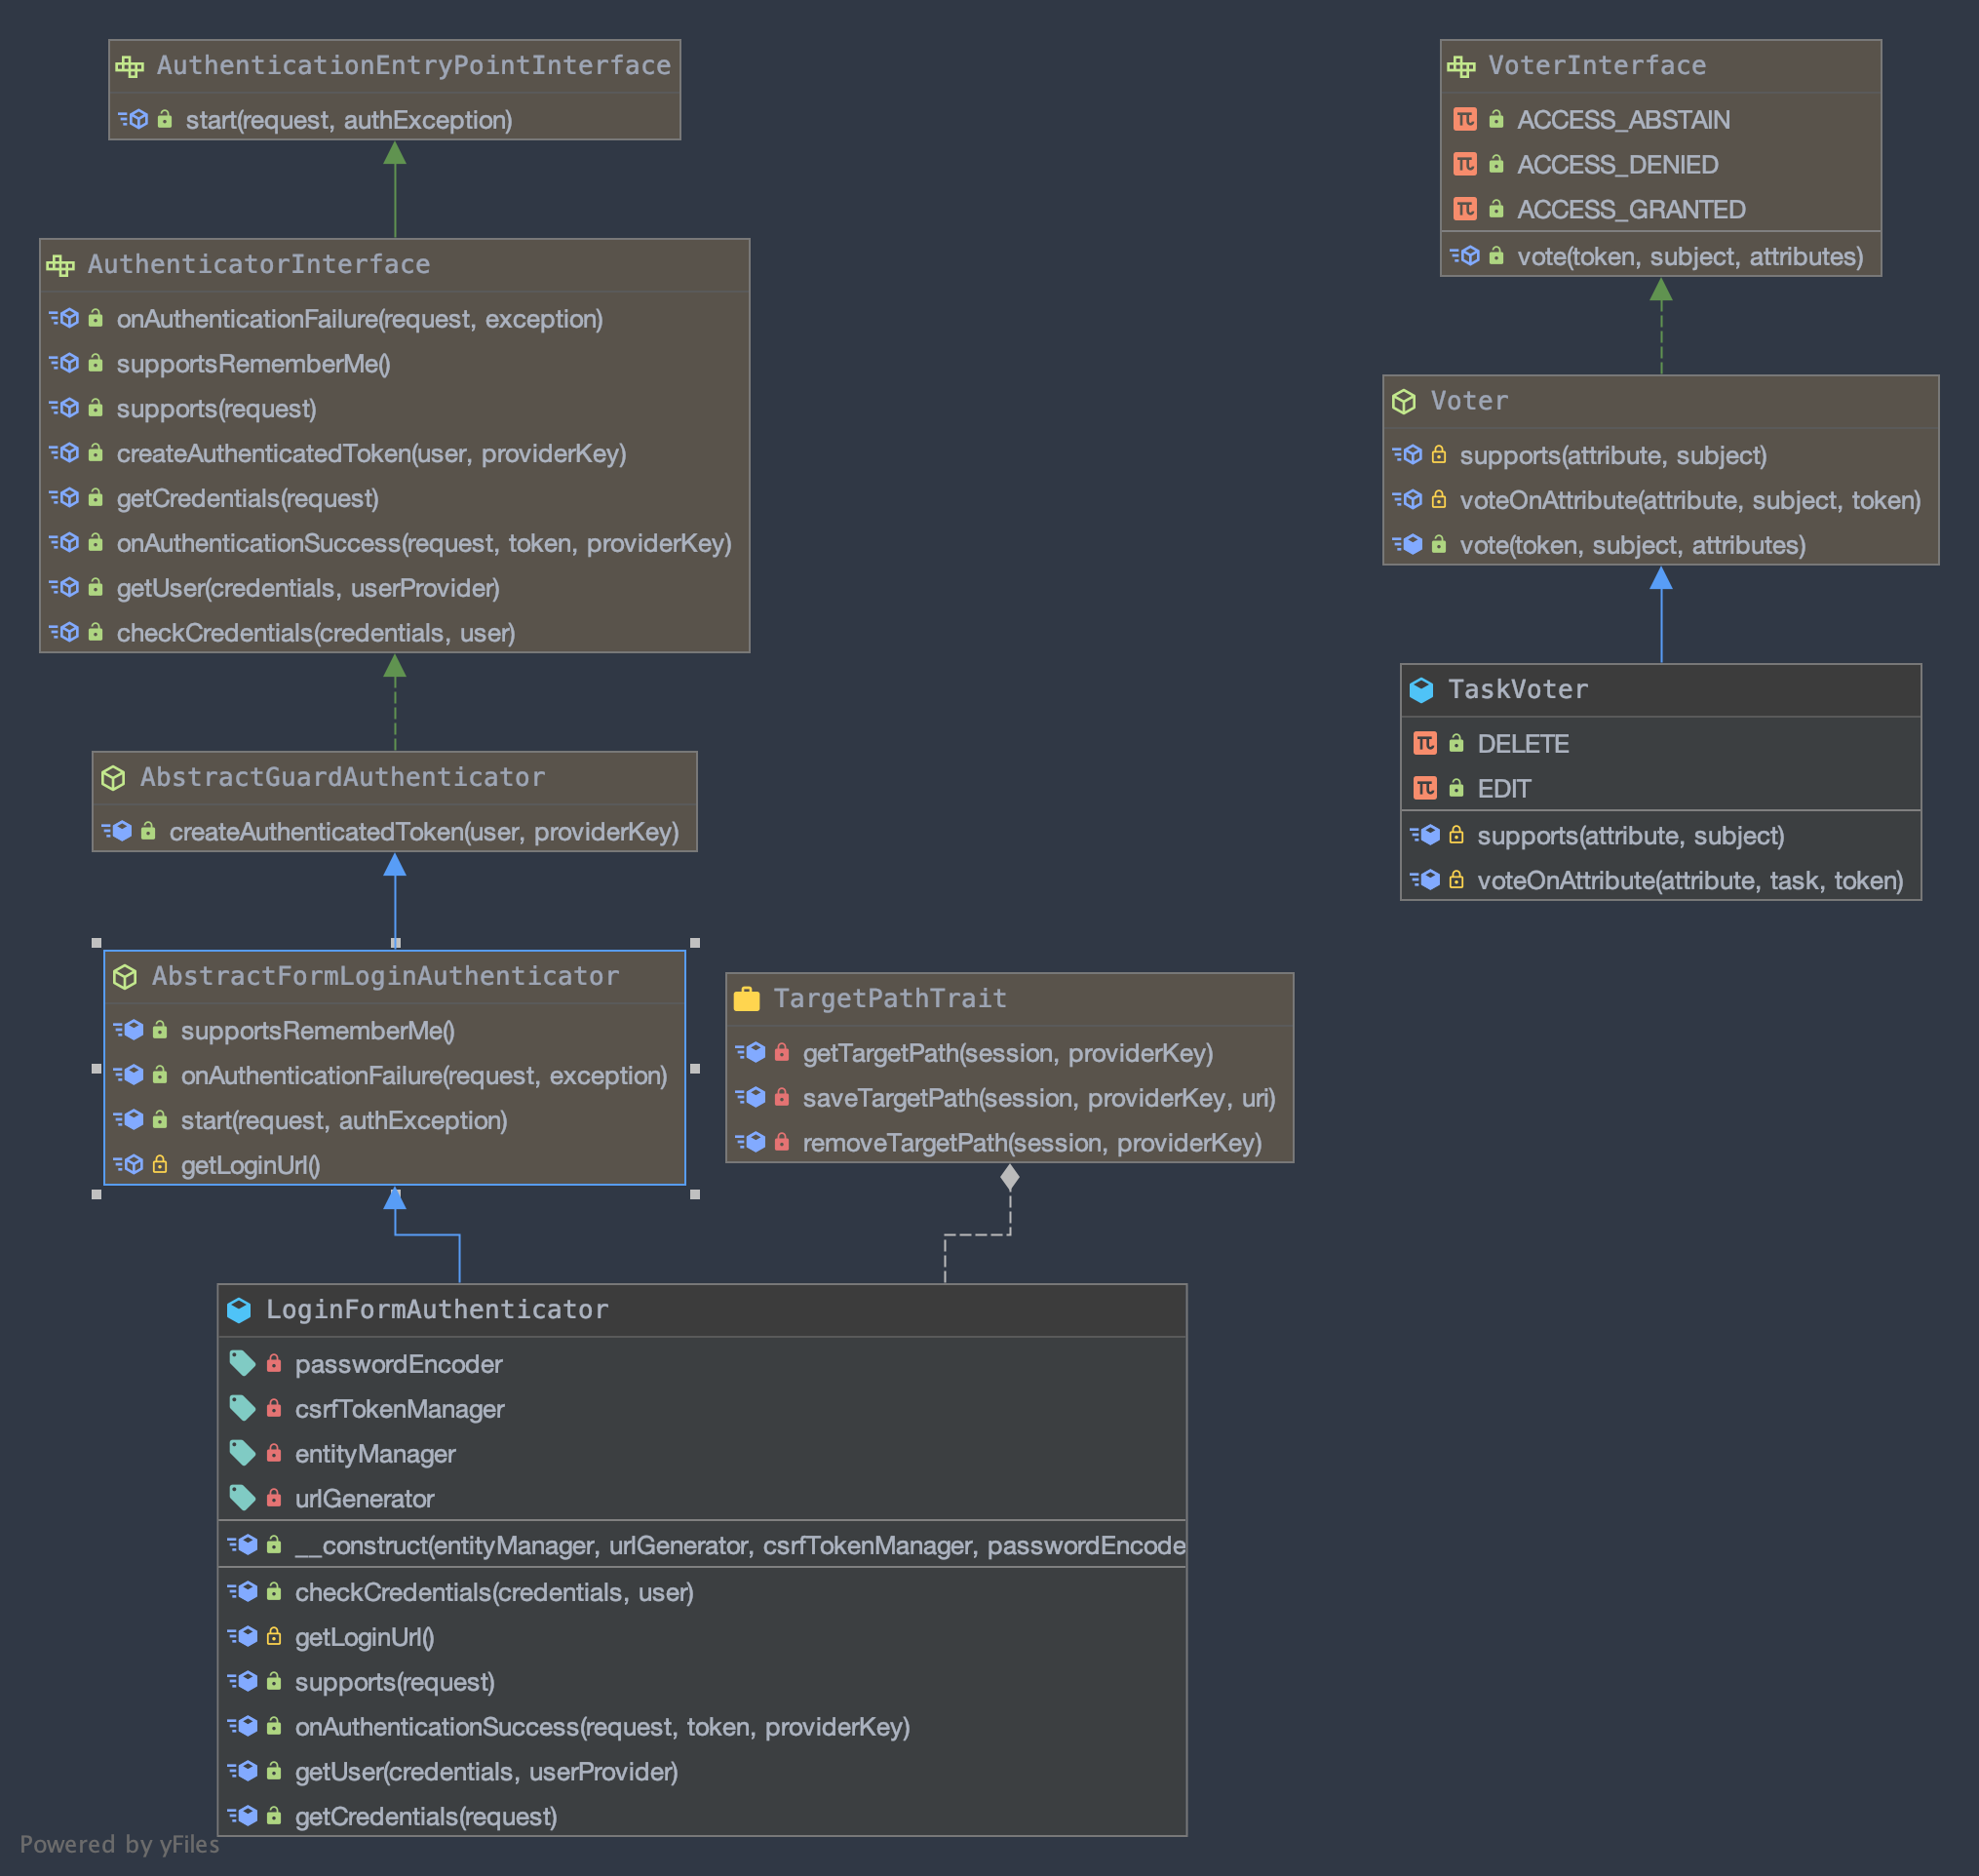 AuthenticationEntryPointInterface
start(request, authException)
AuthenticatorInterface
onAuthenticationFailure(request, exception)
supportsRememberMe()
supports(request)
createAuthenticatedToken(user, providerKey)
getCredentials(request)
onAuthenticationSuccess(request, token, providerKey)
getUser(credentials, userProvider)
checkCredentials(credentials, user)
AbstractGuardAuthenticator
createAuthenticatedToken(user, providerKey)
AbstractFormLoginAuthenticator
supportsRememberMe()
onAuthenticationFailure(request, exception)
start(request, authException)
getLoginUrl()
TargetPathTrait
getTargetPath(session, providerKey)
saveTargetPath(session, providerKey, uri)
removeTargetPath(session, providerKey)
LoginFormAuthenticator
passwordEncoder
csrfTokenManager
entityManager
urlGenerator
__construct(entityManager, urlGenerator, csrfTokenManager, passwordEncode
checkCredentials(credentials, user)
getLoginUrl()
supports(request)
onAuthenticationSuccess(request, token, providerKey)
getUser(credentials, userProvider)
getCredentials(request)
VoterInterface
ACCESS_ABSTAIN
ACCESS_DENIED
ACCESS_GRANTED
vote(token, subject, attributes)
Voter
supports(attribute, subject)
voteOnAttribute(attribute, subject, token)
vote(token, subject, attributes)
TaskVoter
DELETE
EDIT
supports(attribute, subject)
voteOnAttribute(attribute, task, token)
Powered by yFiles